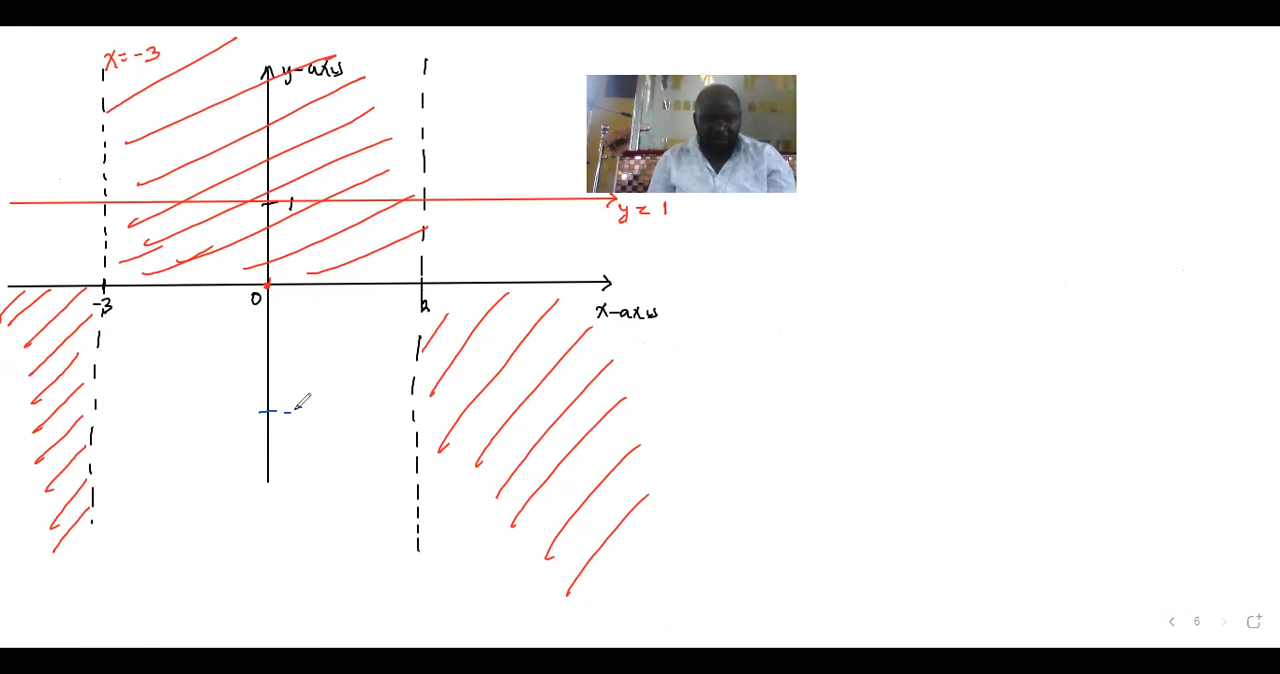 x=-3
y-axis
1
y = 1
-3
0
2
x-axis
-
6